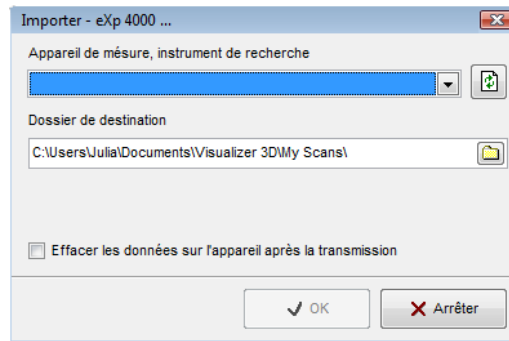 Importer - eXp 4000 ...
Appareil de mésure, instrument de recherche
Dossier de destination
C:\Users\Julia\Documents\Visualizer 3D\My Scans\
Effacer les données sur l'appareil après la transmission
OK
Arrêter